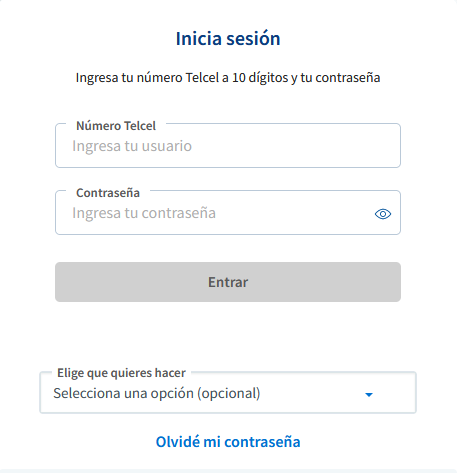 Inicia sesión
Ingresa tu número Telcel a 10 dígitos y tu contraseña
Número Telcel
Ingresa tu usuario
Contraseña
Ingresa tu contraseña
Entrar
Elige que quieres hacer
Selecciona una opción (opcional)
Olvidé mi contraseña